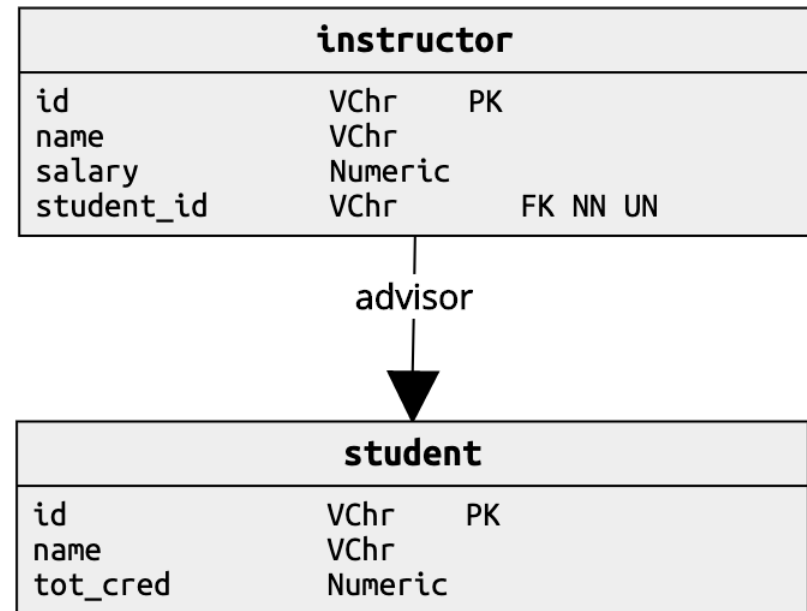 instructor
id VChr PK
name VChr
salary Numeric
student_id VChr FK NN UN
advisor
student
id VChr PK
name VChr
tot_cred Numeric